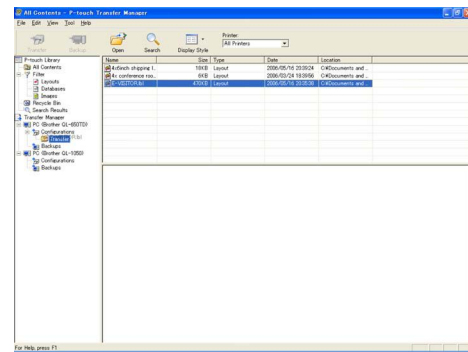 All Contents - P-touch Transfer Manager
File Edit View Tool Help
Transfer Backup Open Search Display Style
Printer
All Printers
P-touch Library
All Contents
Filter
Layouts
Databases
Images
Recycle Bin
Search Results
Transfer Manager
PC (Brother QL-650TD)
Configurations
Transfer
Backups
PC (Brother QL-1050)
Configurations
Backups
Name Size Type Date Location
4x6inch shipping l... 18KB Layout 2006/05/16 20:35:24 C:¥Documents and ...
4x conference roo... 6KB Layout 2006/03/24 18:39:56 C:¥Documents and ...
E-VISITOR.lbl 470KB Layout 2006/05/16 20:35:30 C:¥Documents and ...
For Help, press F1